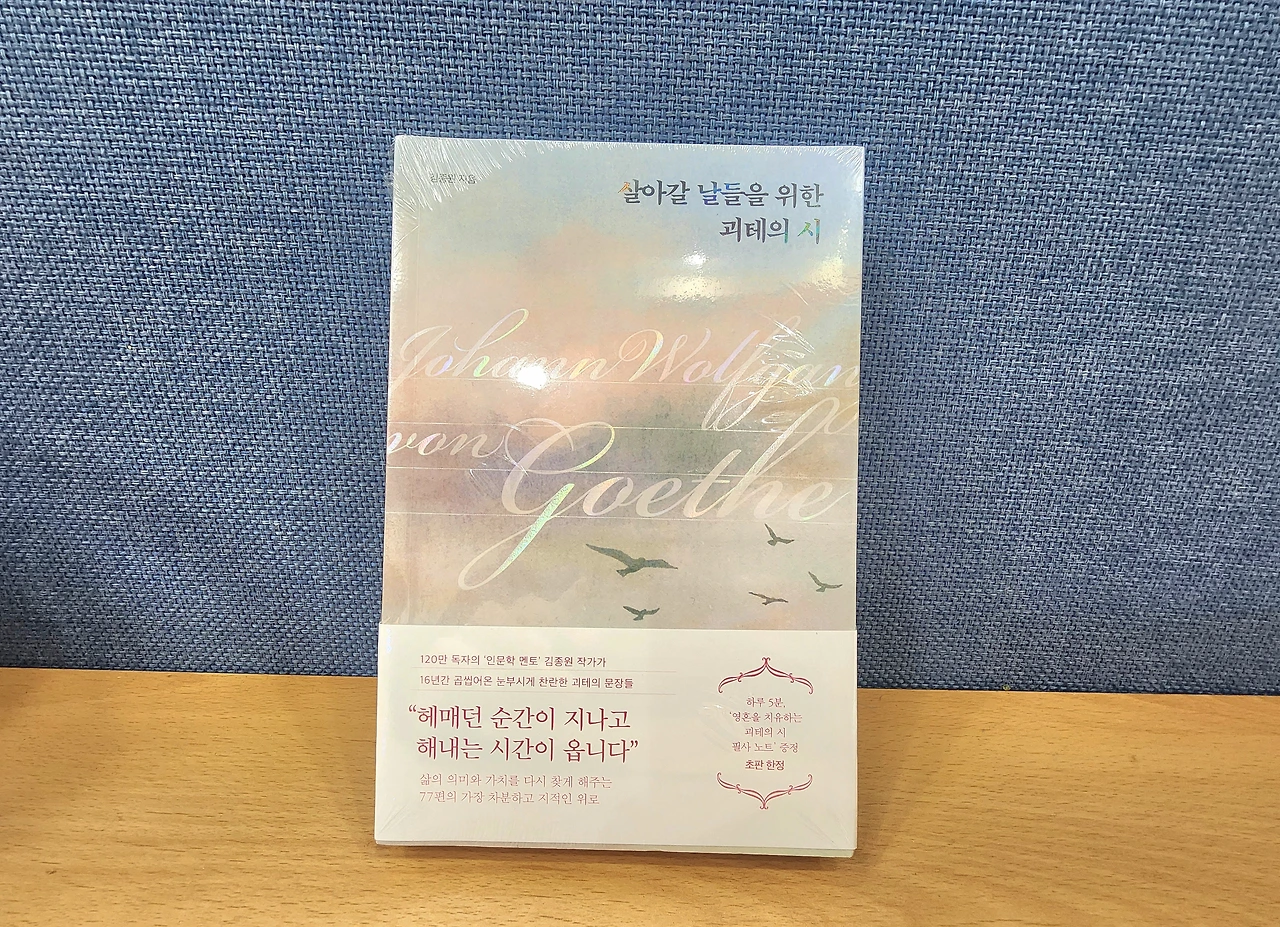 김종원 지음
살아갈 날들을 위한
괴테의 시
Johann Wolfgan
von
Goethe
120만 독자의 '인문학 멘토' 김종원 작가가
16년간 곱씹어온 눈부시게 찬란한 괴테의 문장들
“헤매던 순간이 지나고
해내는 시간이 옵니다”
삶의 의미와 가치를 다시 찾게 해주는
77편의 가장 차분하고 지적인 위로
하루 5분,
'영혼을 치유하는
괴테의 시
필사 노트' 증정
초판 한정